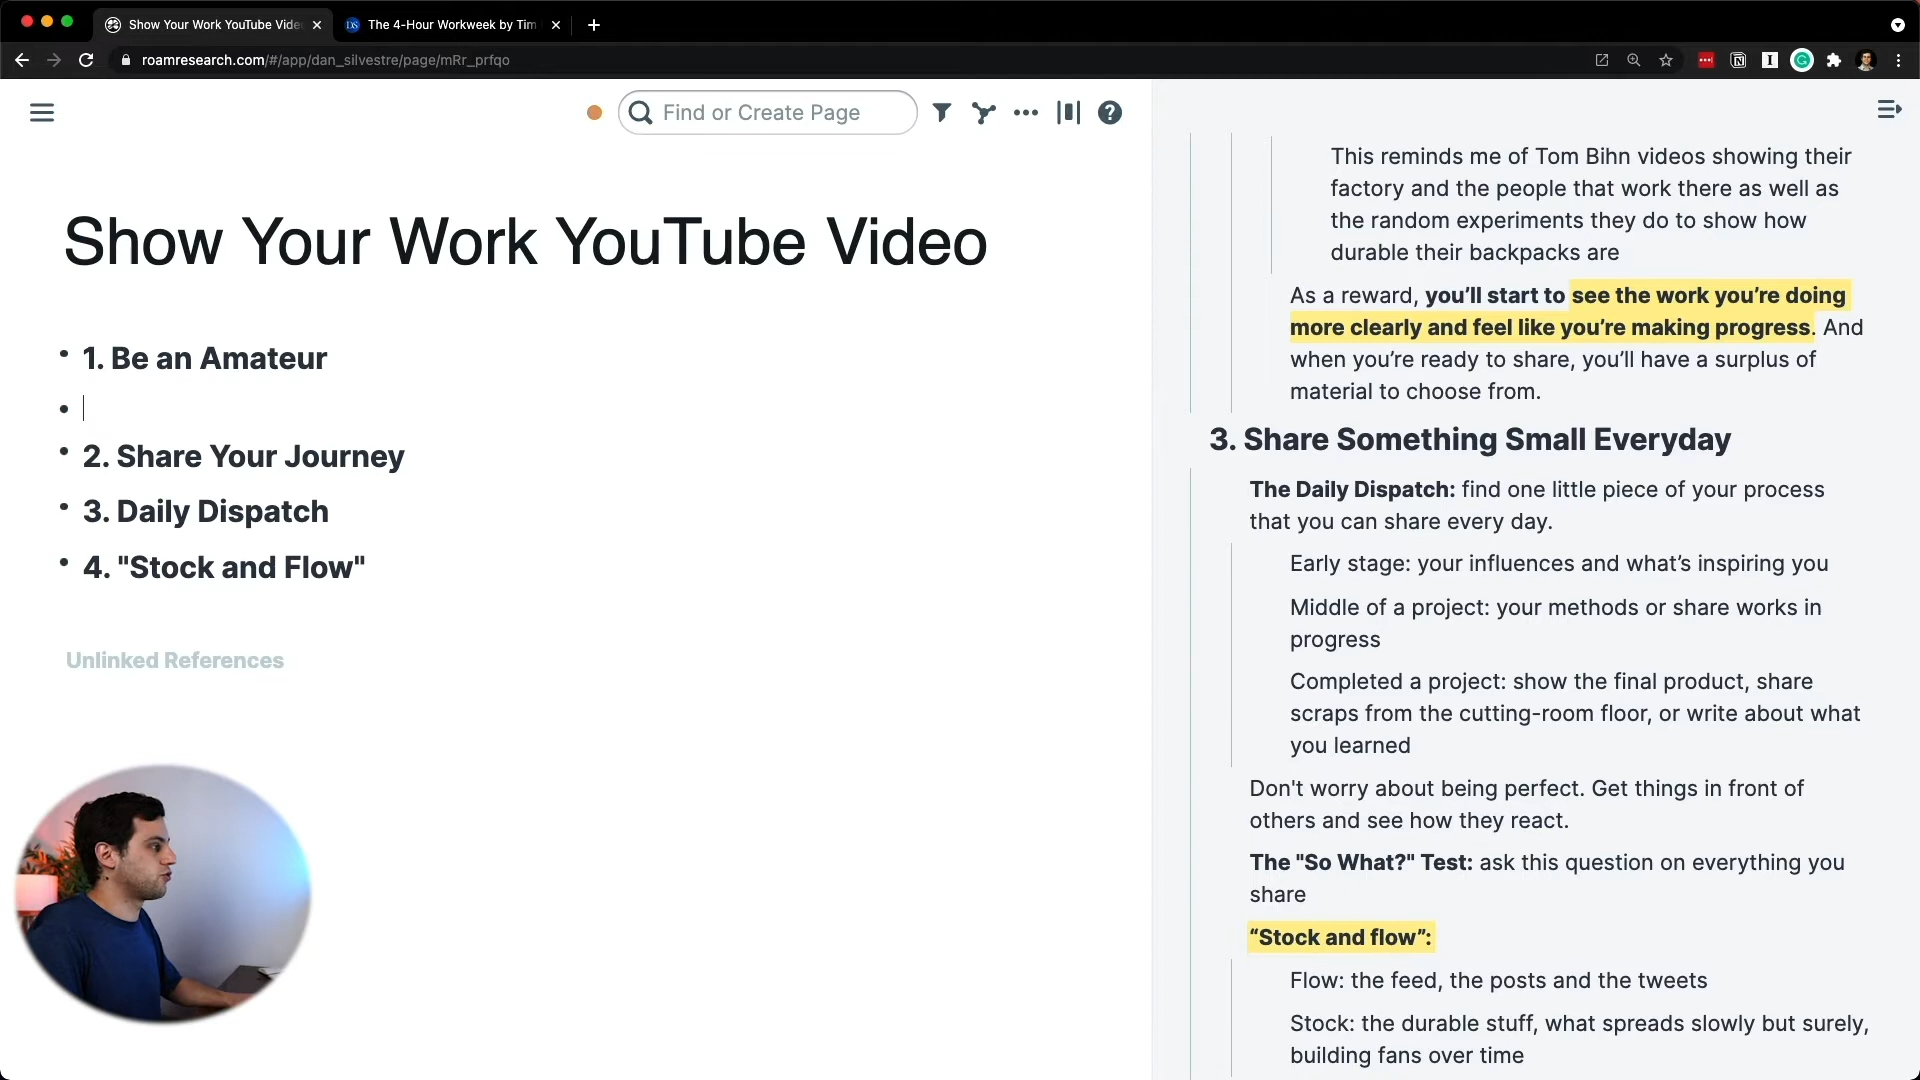 Show Your Work YouTube Vide
The 4-Hour Workweek by Tim
roamresearch.com/#/app/dan_silvestre/page/mRr_prfqo
Find or Create Page
Show Your Work YouTube Video
1. Be an Amateur
2. Share Your Journey
3. Daily Dispatch
4. "Stock and Flow"
Unlinked References
This reminds me of Tom Bihn videos showing their
factory and the people that work there as well as
the random experiments they do to show how
durable their backpacks are
As a reward, you’ll start to see the work you’re doing
more clearly and feel like you’re making progress. And
when you’re ready to share, you’ll have a surplus of
material to choose from.
3. Share Something Small Everyday
The Daily Dispatch: find one little piece of your process
that you can share every day.
Early stage: your influences and what’s inspiring you
Middle of a project: your methods or share works in
progress
Completed a project: show the final product, share
scraps from the cutting-room floor, or write about what
you learned
Don't worry about being perfect. Get things in front of
others and see how they react.
The "So What?" Test: ask this question on everything you
share
“Stock and flow”:
Flow: the feed, the posts and the tweets
Stock: the durable stuff, what spreads slowly but surely,
building fans over time